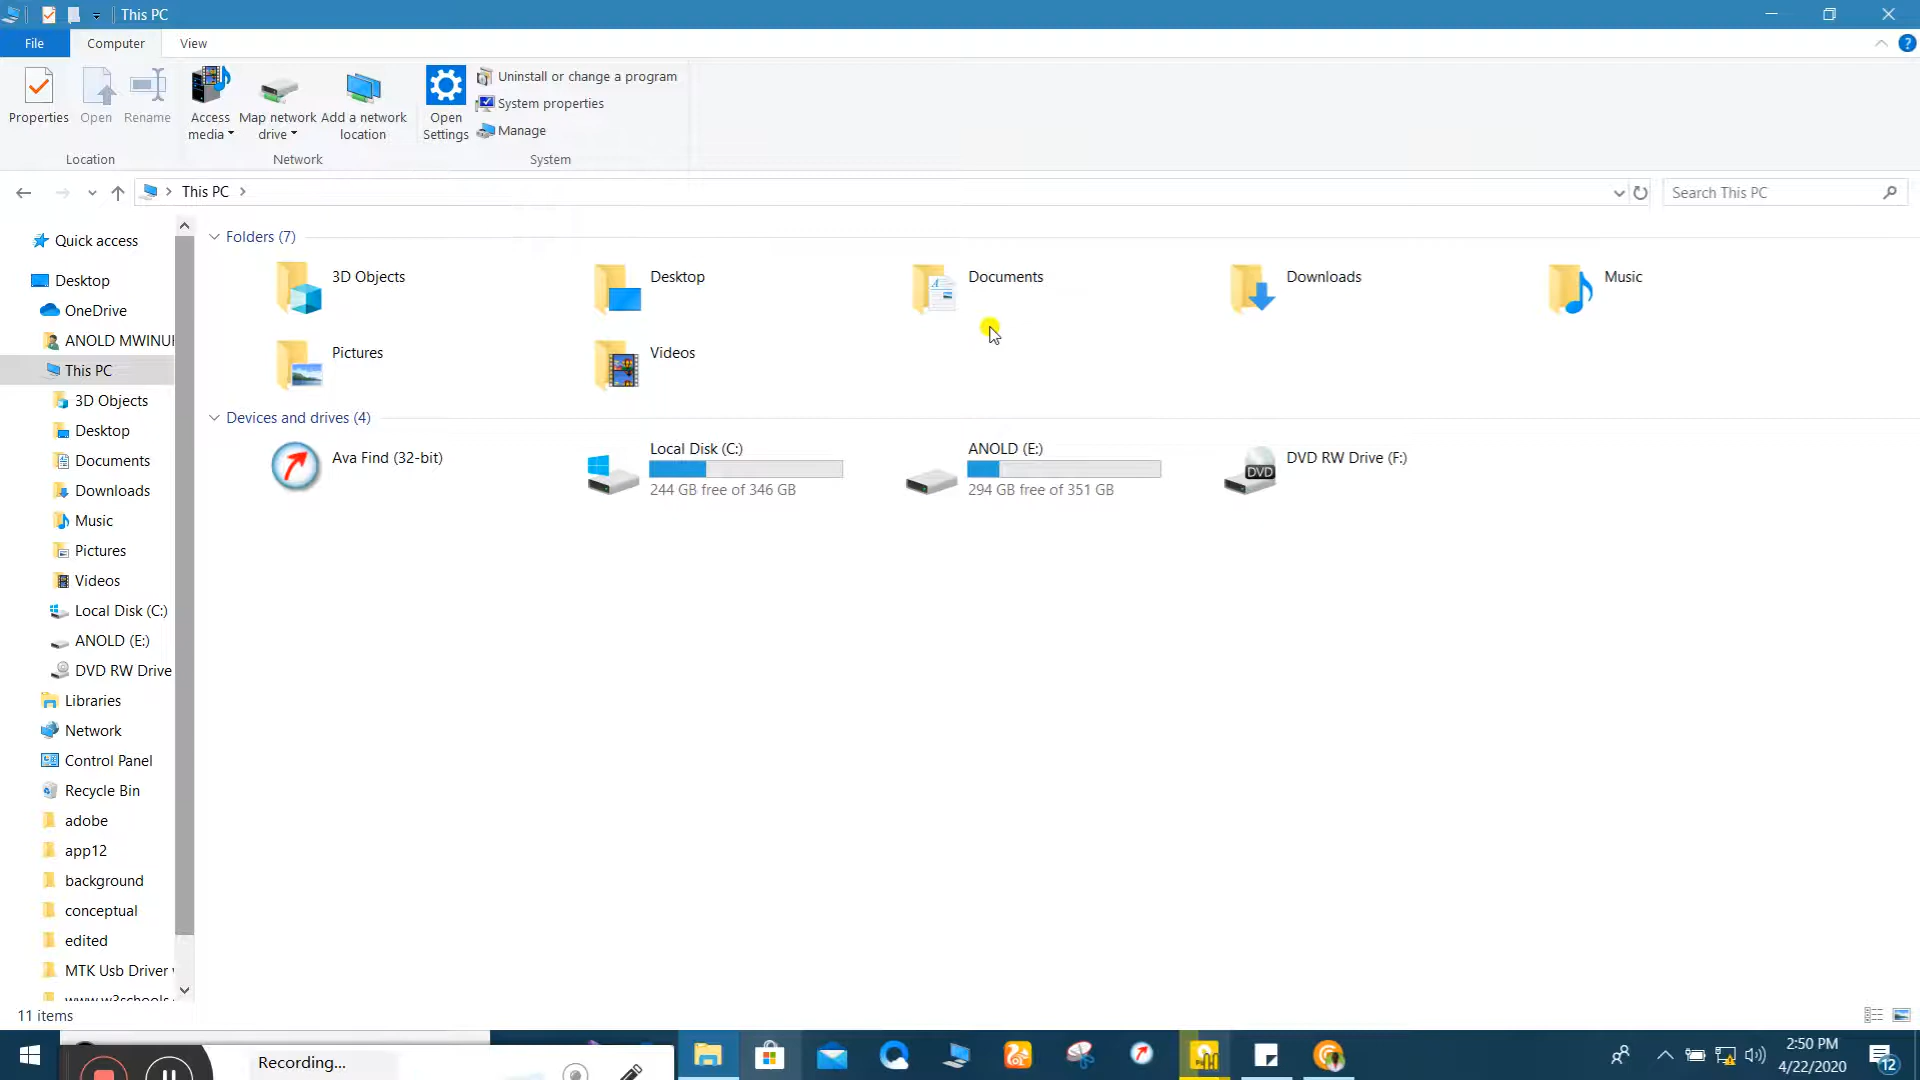 This PC
File
Computer
View
Properties
Open
Rename
Access
media
Map network
drive
Add a network
location
Open
Settings
Uninstall or change a program
System properties
Manage
Location
Network
System
This PC
Search This PC
Quick access
Desktop
OneDrive
ANOLD MWINU
This PC
3D Objects
Desktop
Documents
Downloads
Music
Pictures
Videos
Local Disk (C:)
ANOLD (E:)
DVD RW Drive
Libraries
Network
Control Panel
Recycle Bin
adobe
app12
background
conceptual
edited
MTK Usb Driver
www.w3schools.
Folders (7)
3D Objects
Desktop
Documents
Downloads
Music
Pictures
Videos
Devices and drives (4)
Ava Find (32-bit)
Local Disk (C:)
244 GB free of 346 GB
ANOLD (E:)
294 GB free of 351 GB
DVD
DVD RW Drive (F:)
11 items
Recording...
2:50 PM
4/22/2020
12